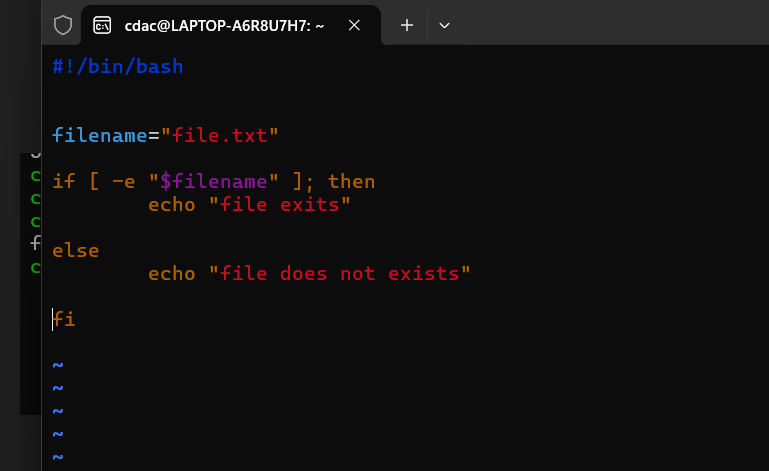 cdac@LAPTOP-A6R8U7H7: ~
#!/bin/bash
filename="file.txt"
if [ -e "$filename" ]; then
echo "file exits"
else
echo "file does not exists"
fi
~
~
~
~
~